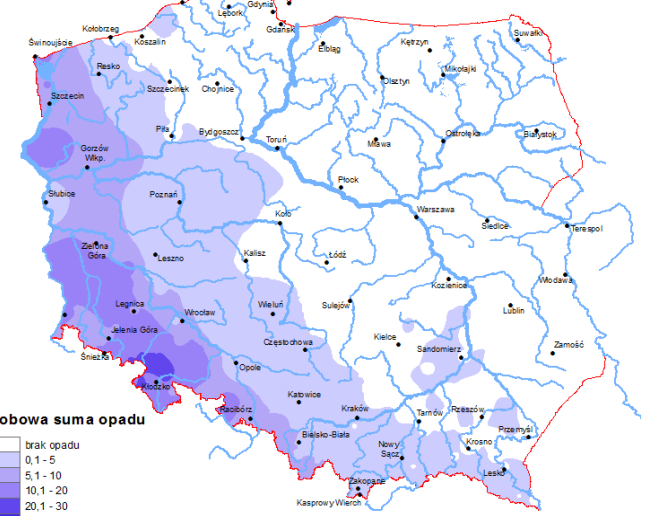 Gdynia
Lębork
Kołobrzeg
Gdańsk
Świnoujście
Koszalin
Elbląg
Kętrzyn
Suwałki
Resko
Mikołajki
Szczecinek
Chojnice
Olsztyn
Szczecin
Piła
Bydgoszcz
Toruń
Mława
Ostrołęka
Białystok
Gorzów
Wlkp.
Płock
Słubice
Poznań
Koło
Warszawa
Siedlce
Terespol
Zielona
Góra
Leszno
Kalisz
Łódź
Kozienice
Włodawa
Legnica
Wrocław
Wieluń
Sulejów
Lublin
Jelenia Góra
Śnieżka
Częstochowa
Kielce
Sandomierz
Zamość
Kłodzko
Opole
Katowice
Racibórz
Kraków
Tarnów
Rzeszów
Przemyśl
Bielsko-Biała
Nowy
Sącz
Krosno
Lesko
Zakopane
Kasprowy Wierch
obowa suma opadu
brak opadu
0,1 - 5
5,1 - 10
10,1 - 20
20,1 - 30